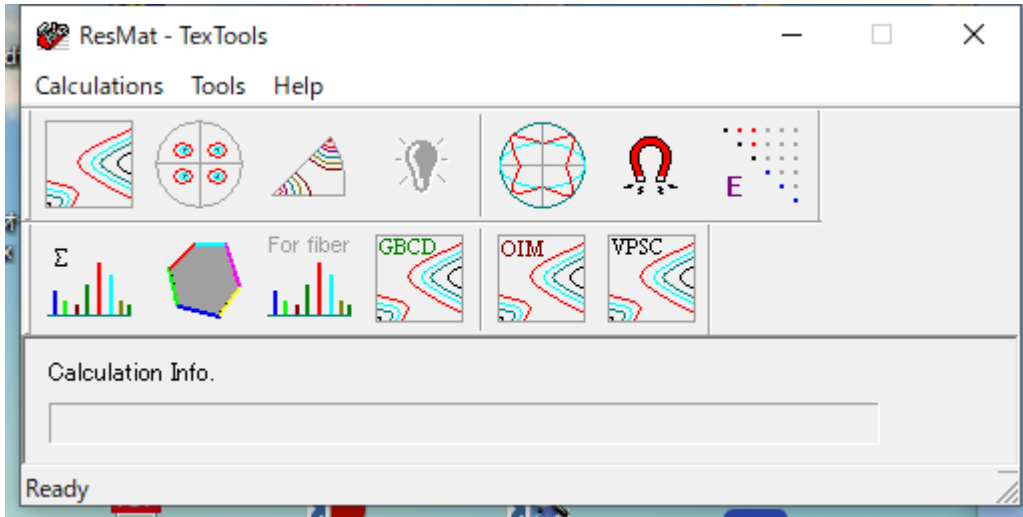 ResMat - TexTools
Calculations Tools Help
E
Σ
For fiber
GBCD
OIM
VPSC
Calculation Info.
Ready